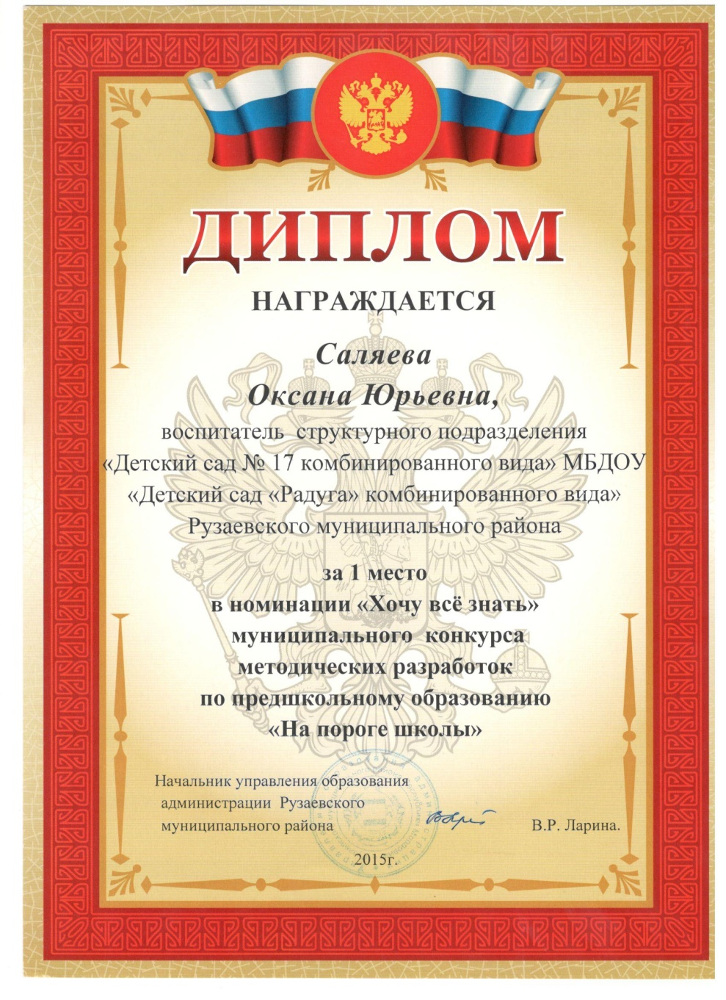 ДИПЛОМ
НАГРАЖДАЕТСЯ
Саляева
Оксана Юрьевна,
воспитатель структурного подразделения
«Детский сад № 17 комбинированного вида» МБДОУ
«Детский сад «Радуга» комбинированного вида»
Рузаевского муниципального района
за 1 место
в номинации «Хочу всё знать»
муниципального конкурса
методических разработок
по предшкольному образованию
«На пороге школы»
Начальник управления образования
администрации Рузаевского
муниципального района
В.Р. Ларина.
2015г.